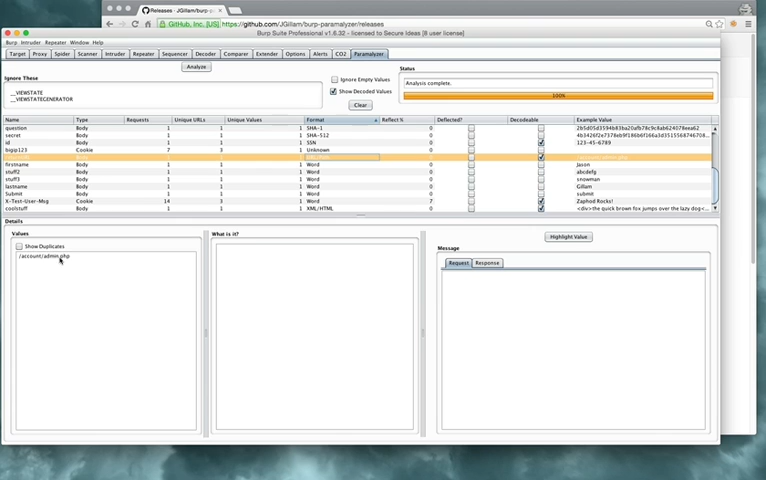 Releases · JGillam/burp-p
GitHub, Inc. [US] https://github.com/JGillam/burp-paramalyzer/releases
Burp Suite Professional v1.6.32 - licensed to Secure Ideas [8 user license]
Burp Intruder Repeater Window Help
Target Proxy Spider Scanner Intruder Repeater Sequencer Decoder Comparer Extender Options Alerts CO2 Paramalyzer
Analyze
Status
Ignore These
Ignore Empty Values
Analysis complete.
__VIEWSTATE
__VIEWSTATEGENERATOR
Show Decoded Values
100%
Clear
Name Type Requests Unique URLs Unique Values Format Reflect % Deflected? Decodeable Example Value
question Body 1 1 1 SHA-1 0
secret Body 1 1 1 SHA-512 0
id Body 1 1 1 SSN 0 123-45-6789
bigip123 Cookie 7 3 1 Unknown 0
/account/admin.php
firstname Body 1 1 1 Word 0 Jason
stuff2 Body 1 1 1 Word 0 abcdefg
stuff3 Body 1 1 1 Word 0 snowman
lastname Body 1 1 1 Word 0 Gillam
Submit Body 1 1 1 Word 0 submit
X-Test-User-Msg Cookie 14 3 1 Word 7 Zaphod Rocks!
coolstuff Body 1 1 1 XML/HTML 0 <div>the quick brown fox jumps over the lazy dog<...
Details
Values
What is it?
Highlight Value
Show Duplicates
Message
/account/admin.php
Request Response